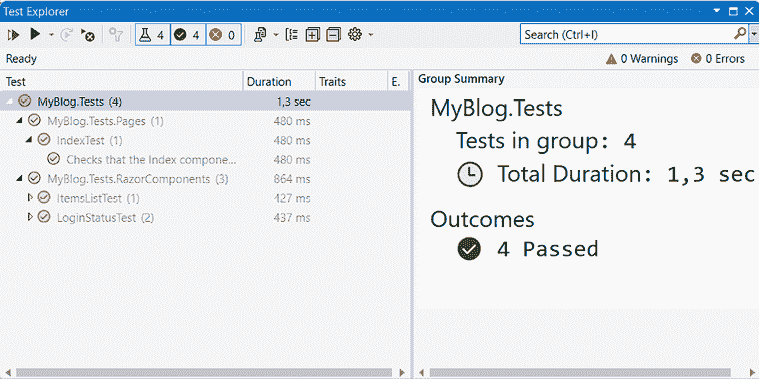 Test Explorer
4 4 0
Search (Ctrl+I)
Ready
0 Warnings 0 Errors
Test Duration Traits E.
MyBlog.Tests (4) 1,3 sec
MyBlog.Tests.Pages (1) 480 ms
IndexTest (1) 480 ms
Checks that the Index compone... 480 ms
MyBlog.Tests.RazorComponents (3) 864 ms
ItemsListTest (1) 427 ms
LoginStatusTest (2) 437 ms
Group Summary
MyBlog.Tests
Tests in group: 4
Total Duration: 1,3 sec
Outcomes
4 Passed